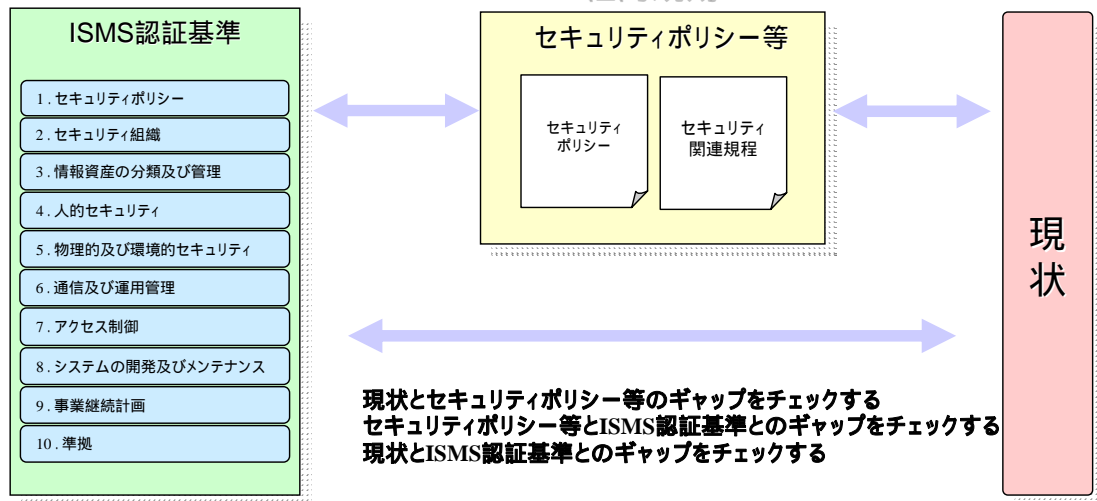 ISMS認証基準
1.セキュリティポリシー
2.セキュリティ組織
3.情報資産の分類及び管理
4.人的セキュリティ
5.物理的及び環境的セキュリティ
6.通信及び運用管理
7.アクセス制御
8.システムの開発及びメンテナンス
9.事業継続計画
10.準拠
セキュリティポリシー等
セキュリティ
ポリシー
セキュリティ
関連規程
現
状
現状とセキュリティポリシー等のギャップをチェックする
セキュリティポリシー等とISMS認証基準とのギャップをチェックする
現状とISMS認証基準とのギャップをチェックする